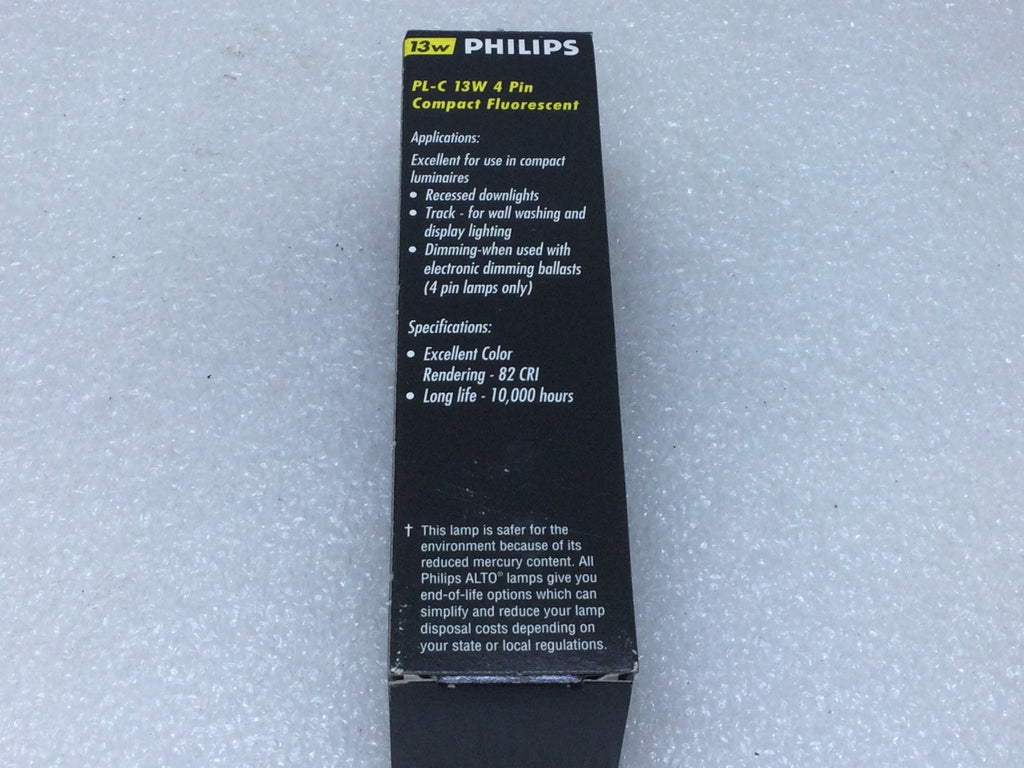 13w PHILIPS
PL-C 13W 4 Pin
Compact Fluorescent
Applications:
Excellent for use in compact
luminaires
• Recessed downlights
• Track - for wall washing and
display lighting
• Dimming-when used with
electronic dimming ballasts
(4 pin lamps only)
Specifications:
• Excellent Color
Rendering - 82 CRI
• Long life - 10,000 hours
† This lamp is safer for the
environment because of its
reduced mercury content. All
Philips ALTO® lamps give you
end-of-life options which can
simplify and reduce your lamp
disposal costs depending on
your state or local regulations.